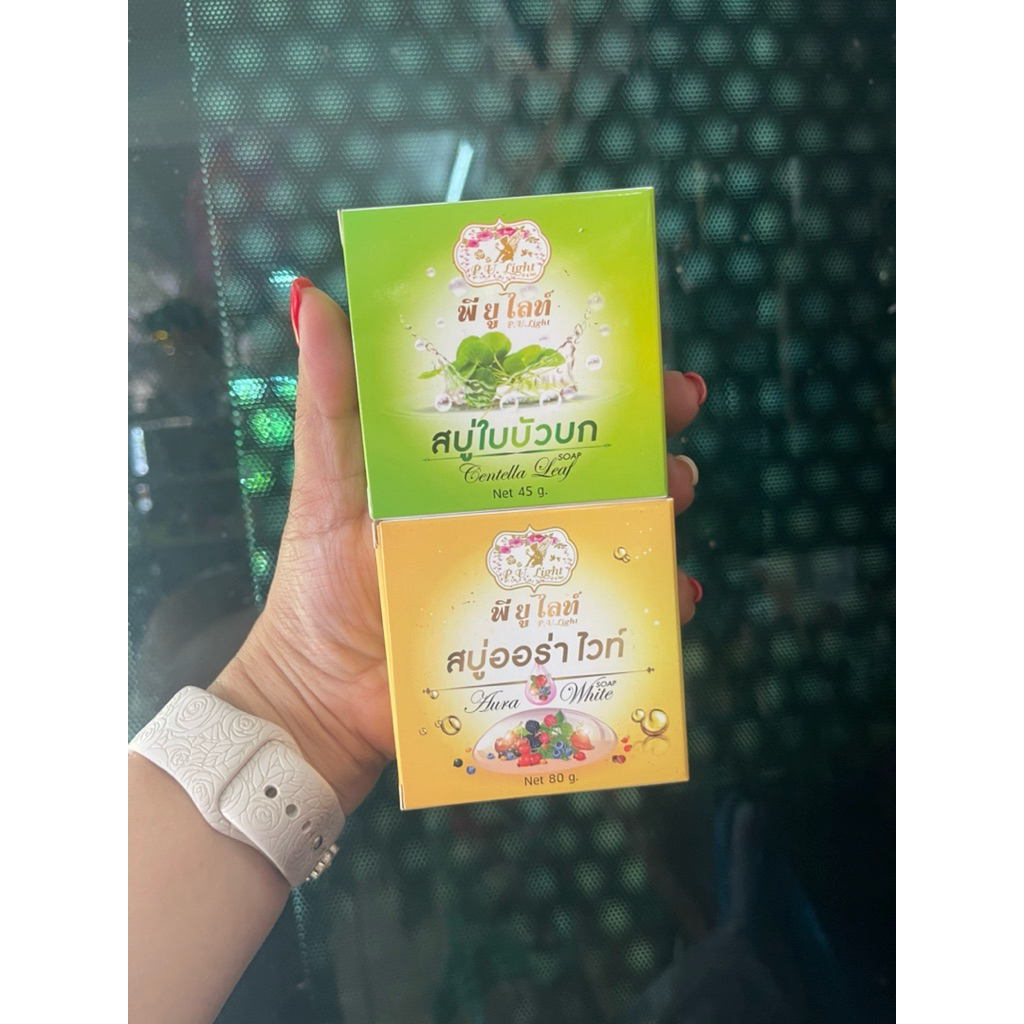 P.U. Light
พี ยู ไลท์
P.U.Light
สบู่ใบบัวบก
SOAP
Centella Leaf
Net 45 g.
P.U. Light
พี ยู ไลท์
P.U.Light
สบู่ออร่า ไวท์
SOAP
Aura White
Net 80 g.